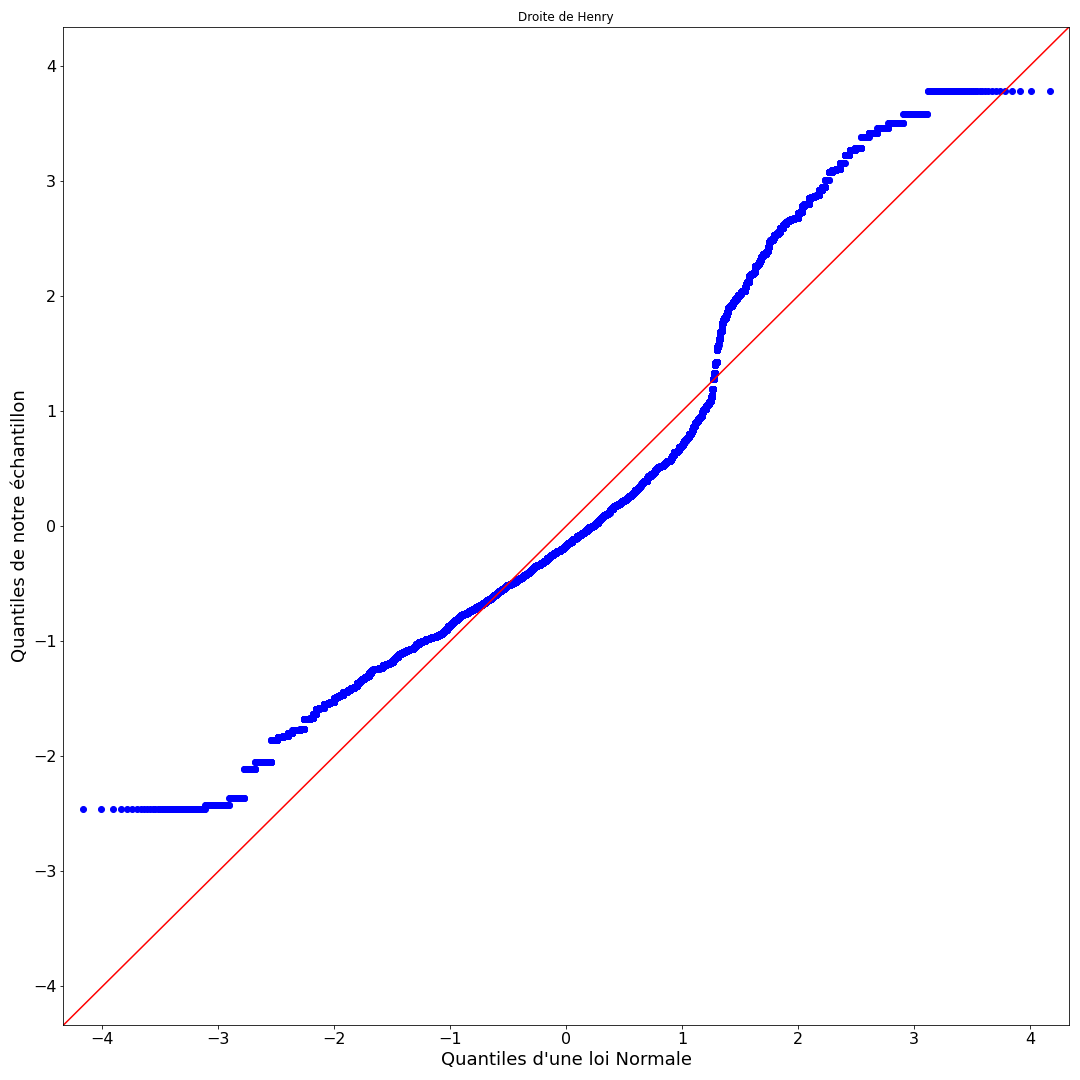 Droite de Henry
Quantiles de notre échantillon
4
3
2
1
0
−1
−2
−3
−4
−4 −3 −2 −1 0 1 2 3 4
Quantiles d'une loi Normale